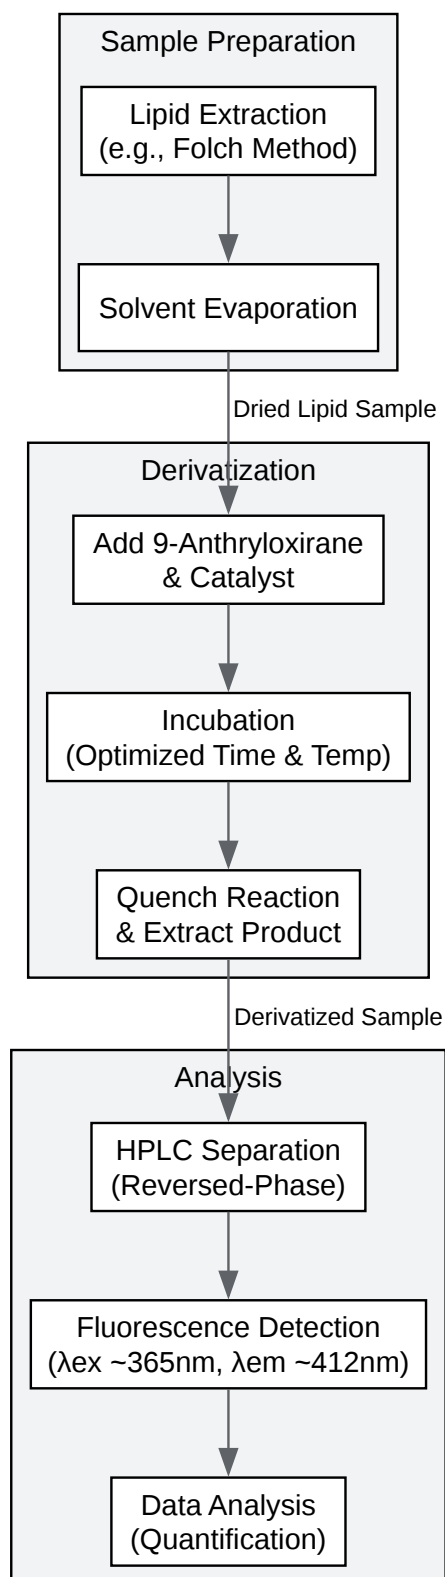 Sample Preparation
Lipid Extraction
(e.g., Folch Method)
Solvent Evaporation
Dried Lipid Sample
Derivatization
Add 9-Anthryloxirane
& Catalyst
Incubation
(Optimized Time & Temp)
Quench Reaction
& Extract Product
Derivatized Sample
Analysis
HPLC Separation
(Reversed-Phase)
Fluorescence Detection
(λex ~365nm, λem ~412nm)
Data Analysis
(Quantification)